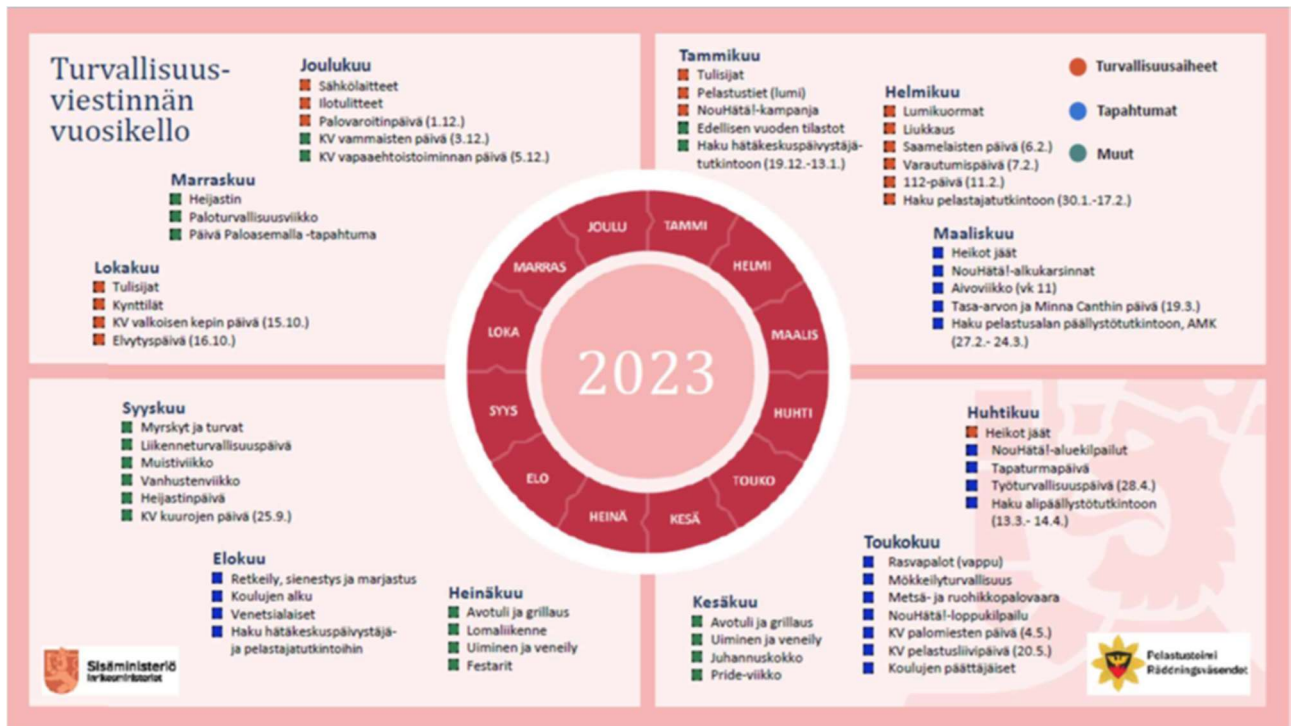 Turvallisuus-
viestinnän
vuosikello
Joulukuu
Sähkölaitteet
Ilotulitteet
Palovaroitinpäivä (1.12.)
KV vammaisten päivä (3.12.)
KV vapaaehtoistoiminnan päivä (5.12.)
Marraskuu
Heijastin
Paloturvallisuusviikko
Päivä Paloasemalla -tapahtuma
Lokakuu
Tulisijat
Kynttilät
KV valkoisen kepin päivä (15.10.)
Elvytyspäivä (16.10.)
Tammikuu
Tulisijat
Pelastustiet (lumi)
NouHätä!-kampanja
Edellisen vuoden tilastot
Haku hätäkeskuspäivystäjä-
tutkintoon (19.12.-13.1.)
Helmikuu
Lumikuormat
Liukkaus
Saamelaisten päivä (6.2.)
Varautumispäivä (7.2.)
112-päivä (11.2.)
Haku pelastajatutkintoon (30.1.-17.2.)
Turvallisuusaiheet
Tapahtumat
Muut
Maaliskuu
Heikot jäät
NouHätä!-alkukarsinnat
Aivoviikko (vk 11)
Tasa-arvon ja Minna Canthin päivä (19.3.)
Haku pelastusalan päällystötutkintoon, AMK
(27.2.- 24.3.)
JOULU
TAMMI
MARRAS
HELMI
LOKA
MAALIS
2023
SYYS
HUHTI
ELO
TOUKO
HEINÄ
KESÄ
Syyskuu
Myrskyt ja turvat
Liikenneturvallisuuspäivä
Muistiviikko
Vanhustenviikko
Heijastinpäivä
KV kuurojen päivä (25.9.)
Elokuu
Retkeily, sienestys ja marjastus
Koulujen alku
Venetsialaiset
Haku hätäkeskuspäivystäjä-
ja pelastajatutkintoihin
Heinäkuu
Avotuli ja grillaus
Lomaliikenne
Uiminen ja veneily
Festarit
Huhtikuu
Heikot jäät
NouHätä!-aluekilpailut
Tapaturmapäivä
Työturvallisuuspäivä (28.4.)
Haku alipäällystötutkintoon
(13.3.- 14.4.)
Toukokuu
Rasvapalot (vappu)
Mökkeilyturvallisuus
Metsä- ja ruohikkopalovaara
NouHätä!-loppukilpailu
KV palomiesten päivä (4.5.)
KV pelastusliivipäivä (20.5.)
Koulujen päättäjäiset
Kesäkuu
Avotuli ja grillaus
Uiminen ja veneily
Juhannuskokko
Pride-viikko
Sisäministeriö
Inrikesministeriet
Pelastustoimi
Räddningsväsendet